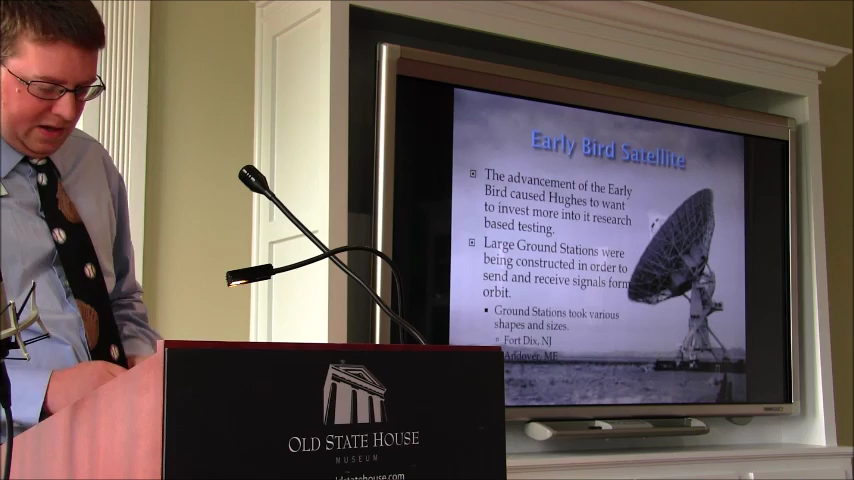 Early Bird Satellite
The advancement of the Early
Bird caused Hughes to want
to invest more into it research
based testing.
Large Ground Stations were
being constructed in order to
send and receive signals form
orbit.
Ground Stations took various
shapes and sizes.
Fort Dix, NJ
Andover, ME
OLD STATE HOUSE
MUSEUM
ldstatehouse.com